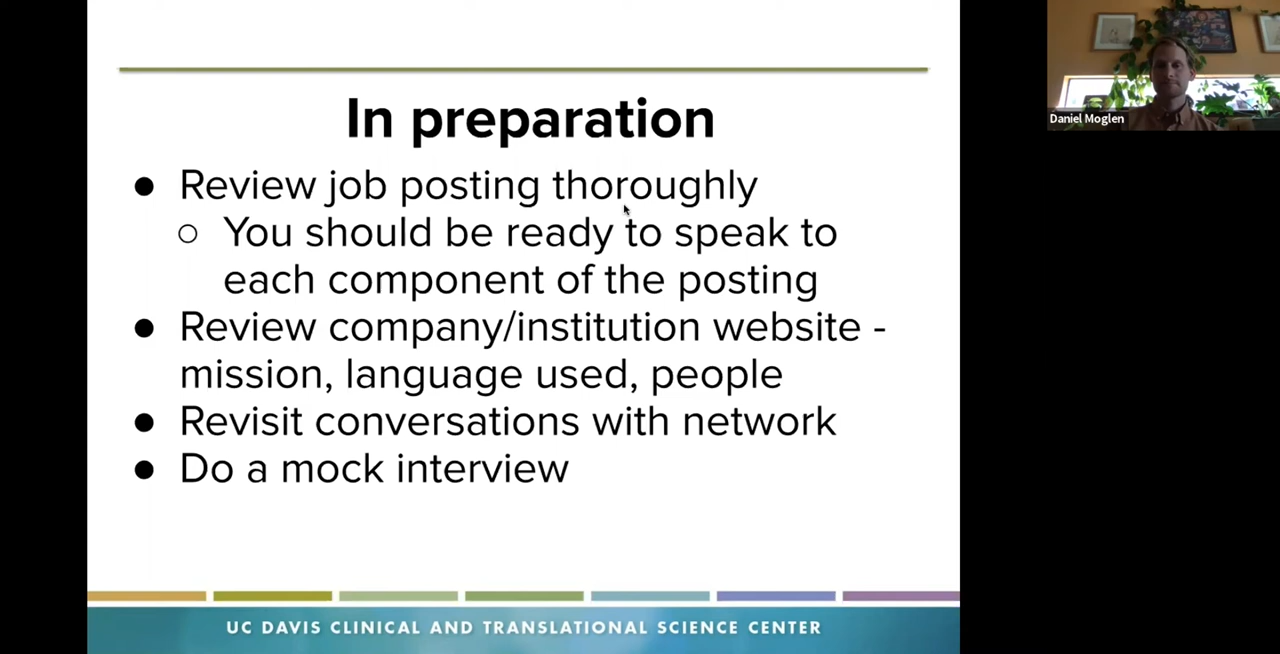 In preparation
● Review job posting thoroughly
○ You should be ready to speak to
each component of the posting
● Review company/institution website -
mission, language used, people
● Revisit conversations with network
● Do a mock interview
UC DAVIS CLINICAL AND TRANSLATIONAL SCIENCE CENTER
Daniel Moglen